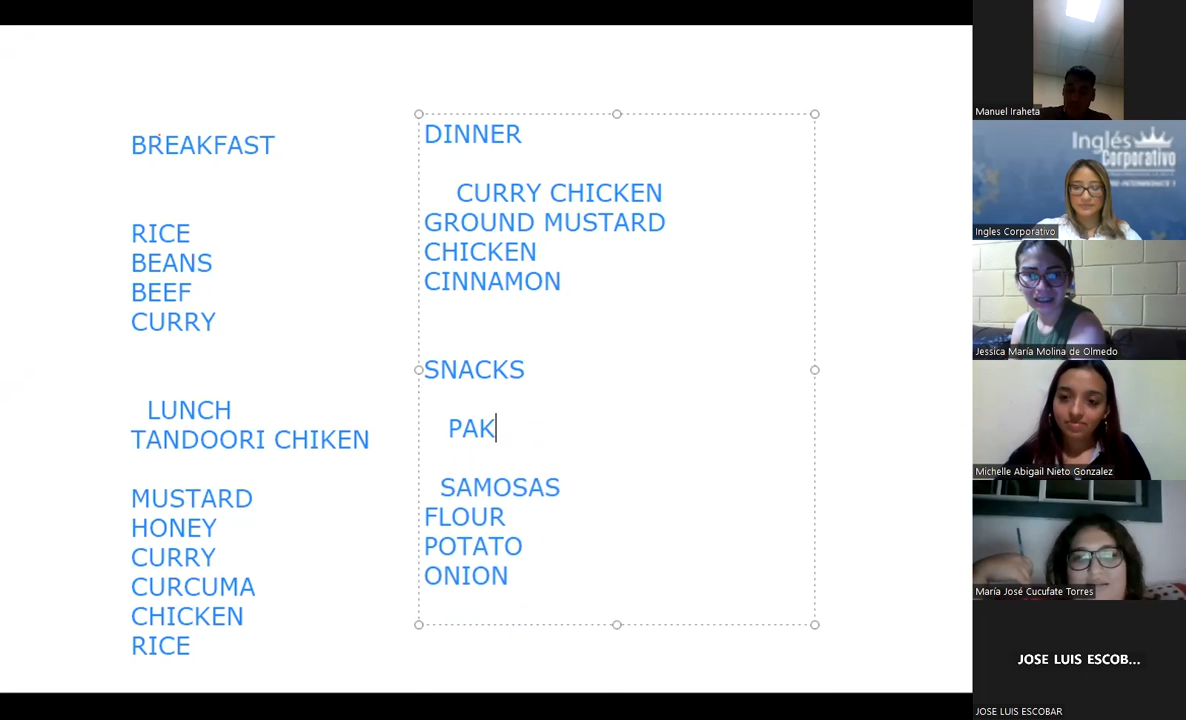 BREAKFAST
RICE
BEANS
BEEF
CURRY
LUNCH
TANDOORI CHIKEN
MUSTARD
HONEY
CURRY
CURCUMA
CHICKEN
RICE
DINNER
CURRY CHICKEN
GROUND MUSTARD
CHICKEN
CINNAMON
SNACKS
PAK
SAMOSAS
FLOUR
POTATO
ONION
Manuel Iraheta
Inglés
Corporativo
Ingles Corporativo
Jessica María Molina de Olmedo
Michelle Abigail Nieto Gonzalez
María José Cucufate Torres
JOSE LUIS ESCOB...
JOSE LUIS ESCOBAR